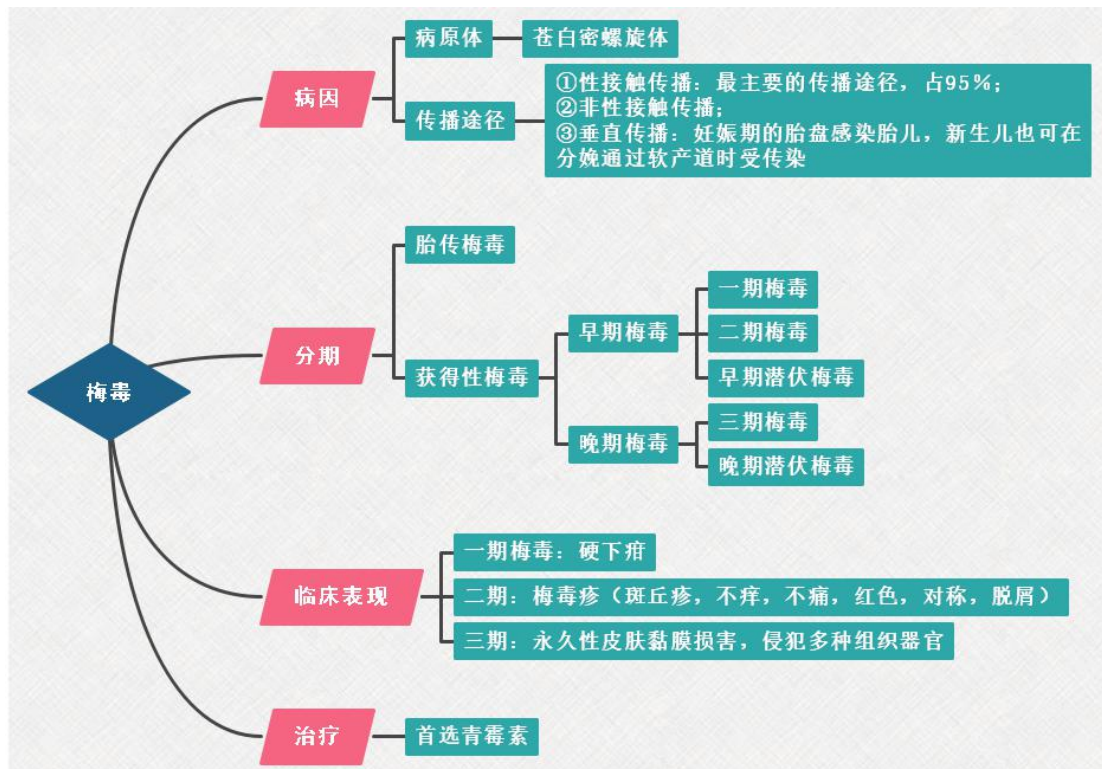 梅毒
病因
病原体
苍白密螺旋体
传播途径
①性接触传播：最主要的传播途径，占95%；
②非性接触传播；
③垂直传播：妊娠期的胎盘感染胎儿，新生儿也可在
分娩通过软产道时受传染
分期
胎传梅毒
获得性梅毒
早期梅毒
一期梅毒
二期梅毒
早期潜伏梅毒
晚期梅毒
三期梅毒
晚期潜伏梅毒
临床表现
一期梅毒：硬下疳
二期：梅毒疹（斑丘疹，不痒，不痛，红色，对称，脱屑）
三期：永久性皮肤黏膜损害，侵犯多种组织器官
治疗
首选青霉素